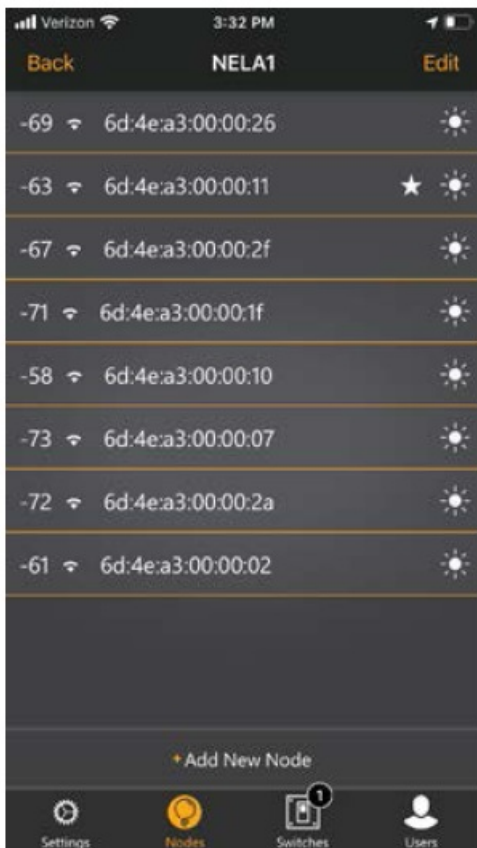 Verizon 3:32 PM
Back NELA1 Edit
-69 6d:4e:a3:00:00:26
-63 6d:4e:a3:00:00:11
-67 6d:4e:a3:00:00:2f
-71 6d:4e:a3:00:00:1f
-58 6d:4e:a3:00:00:10
-73 6d:4e:a3:00:00:07
-72 6d:4e:a3:00:00:2a
-61 6d:4e:a3:00:00:02
+Add New Node
1
Settings Nodes Switches Users